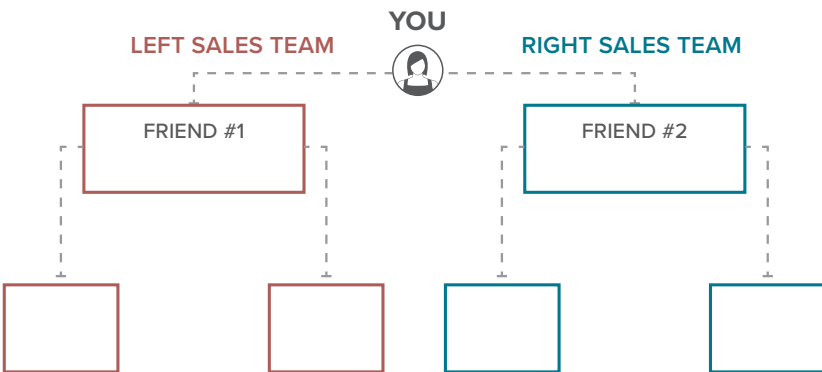 YOU
LEFT SALES TEAM
RIGHT SALES TEAM
FRIEND #1
FRIEND #2